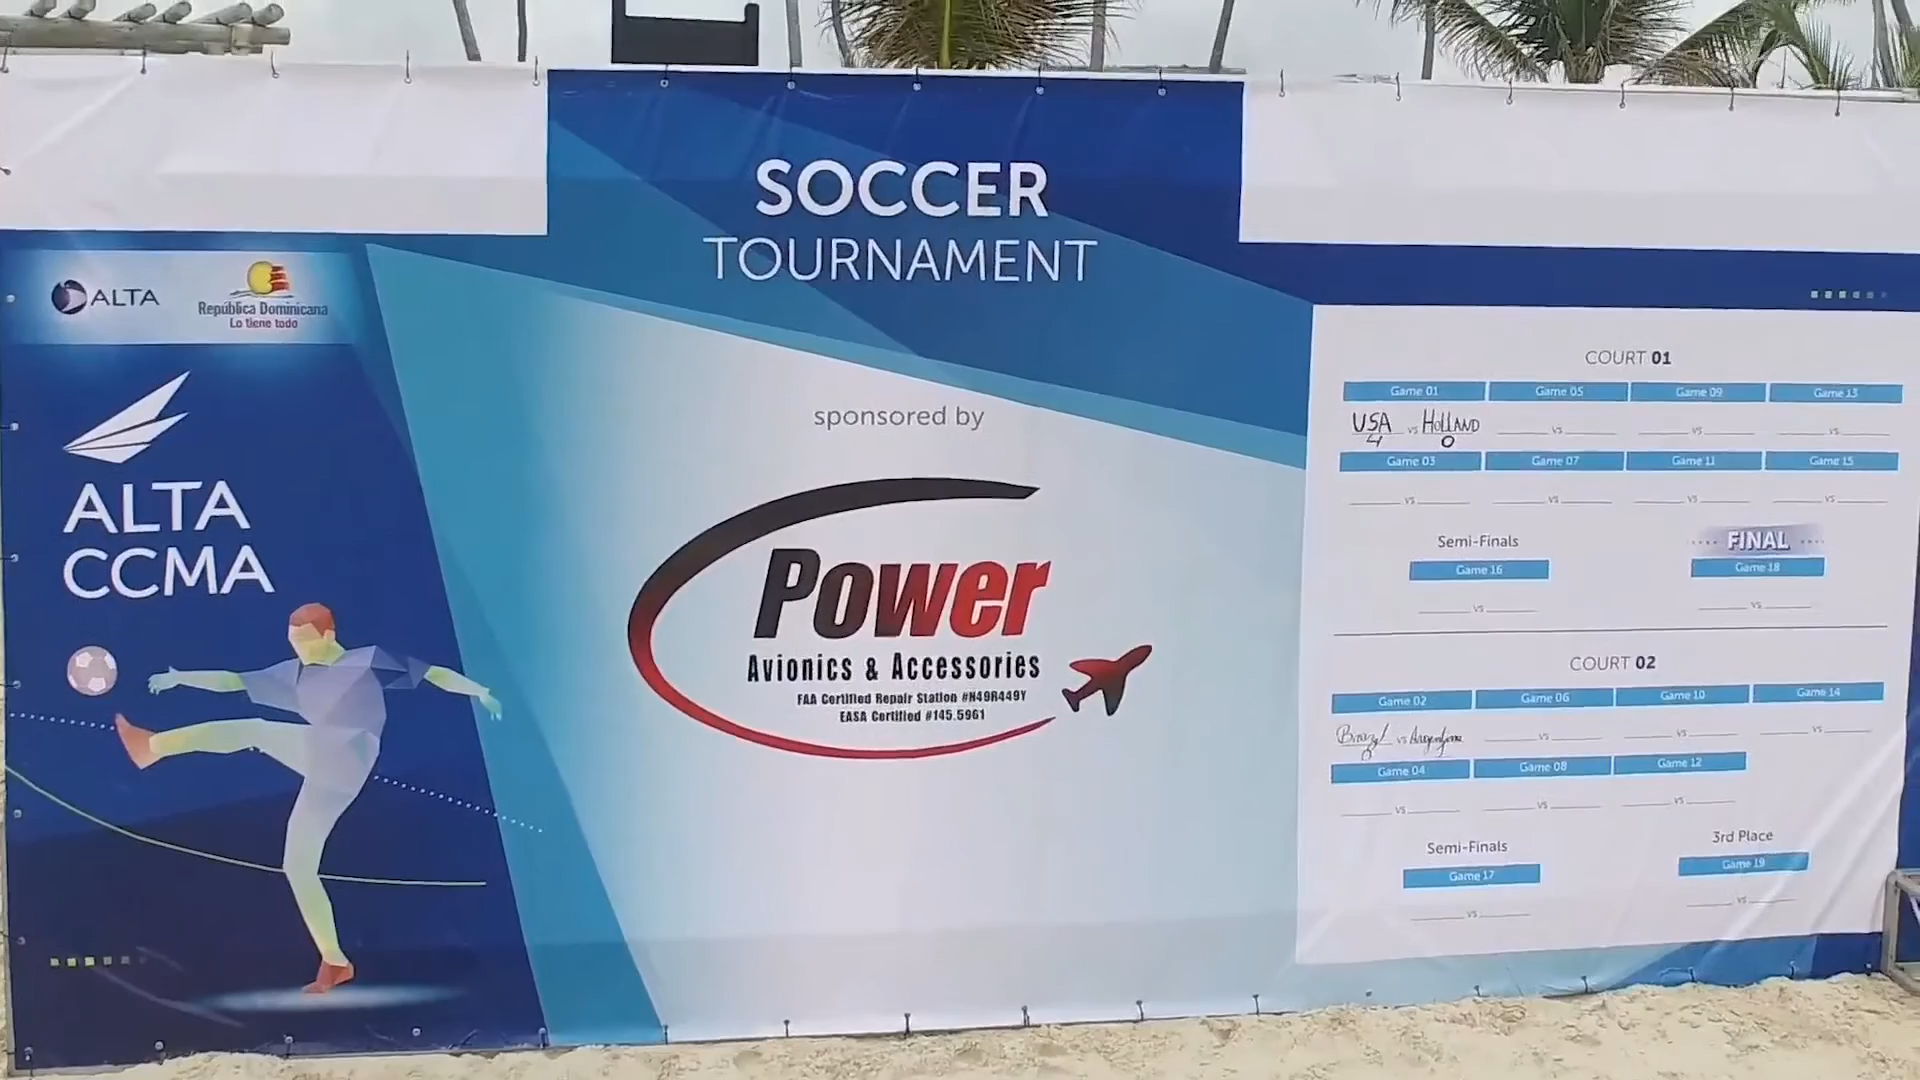 SOCCER
TOURNAMENT
ALTA
República Dominicana
Lo tiene todo
ALTA
CCMA
sponsored by
Power
Avionics & Accessories
FAA Certified Repair Station #N49R449Y
EASA Certified #145.5961
COURT 01
Game 01 Game 05 Game 09 Game 13
USA vs HOLLAND vs vs vs
4 0
Game 03 Game 07 Game 11 Game 15
vs vs vs vs
Semi-Finals FINAL
Game 16 Game 18
vs vs
COURT 02
Game 02 Game 06 Game 10 Game 14
Brazil vs Argentina vs vs vs
0
Game 04 Game 08 Game 12
vs vs vs
Semi-Finals 3rd Place
Game 17 Game 19
vs vs